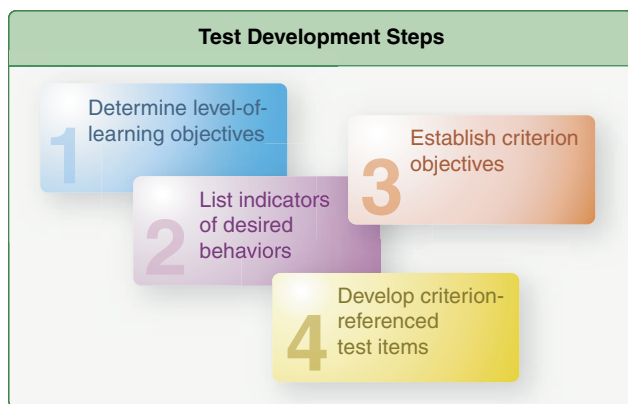 Test Development Steps
1
Determine level-of-
learning objectives
2
List indicators
of desired
behaviors
3
Establish criterion
objectives
4
Develop criterion-
referenced
test items